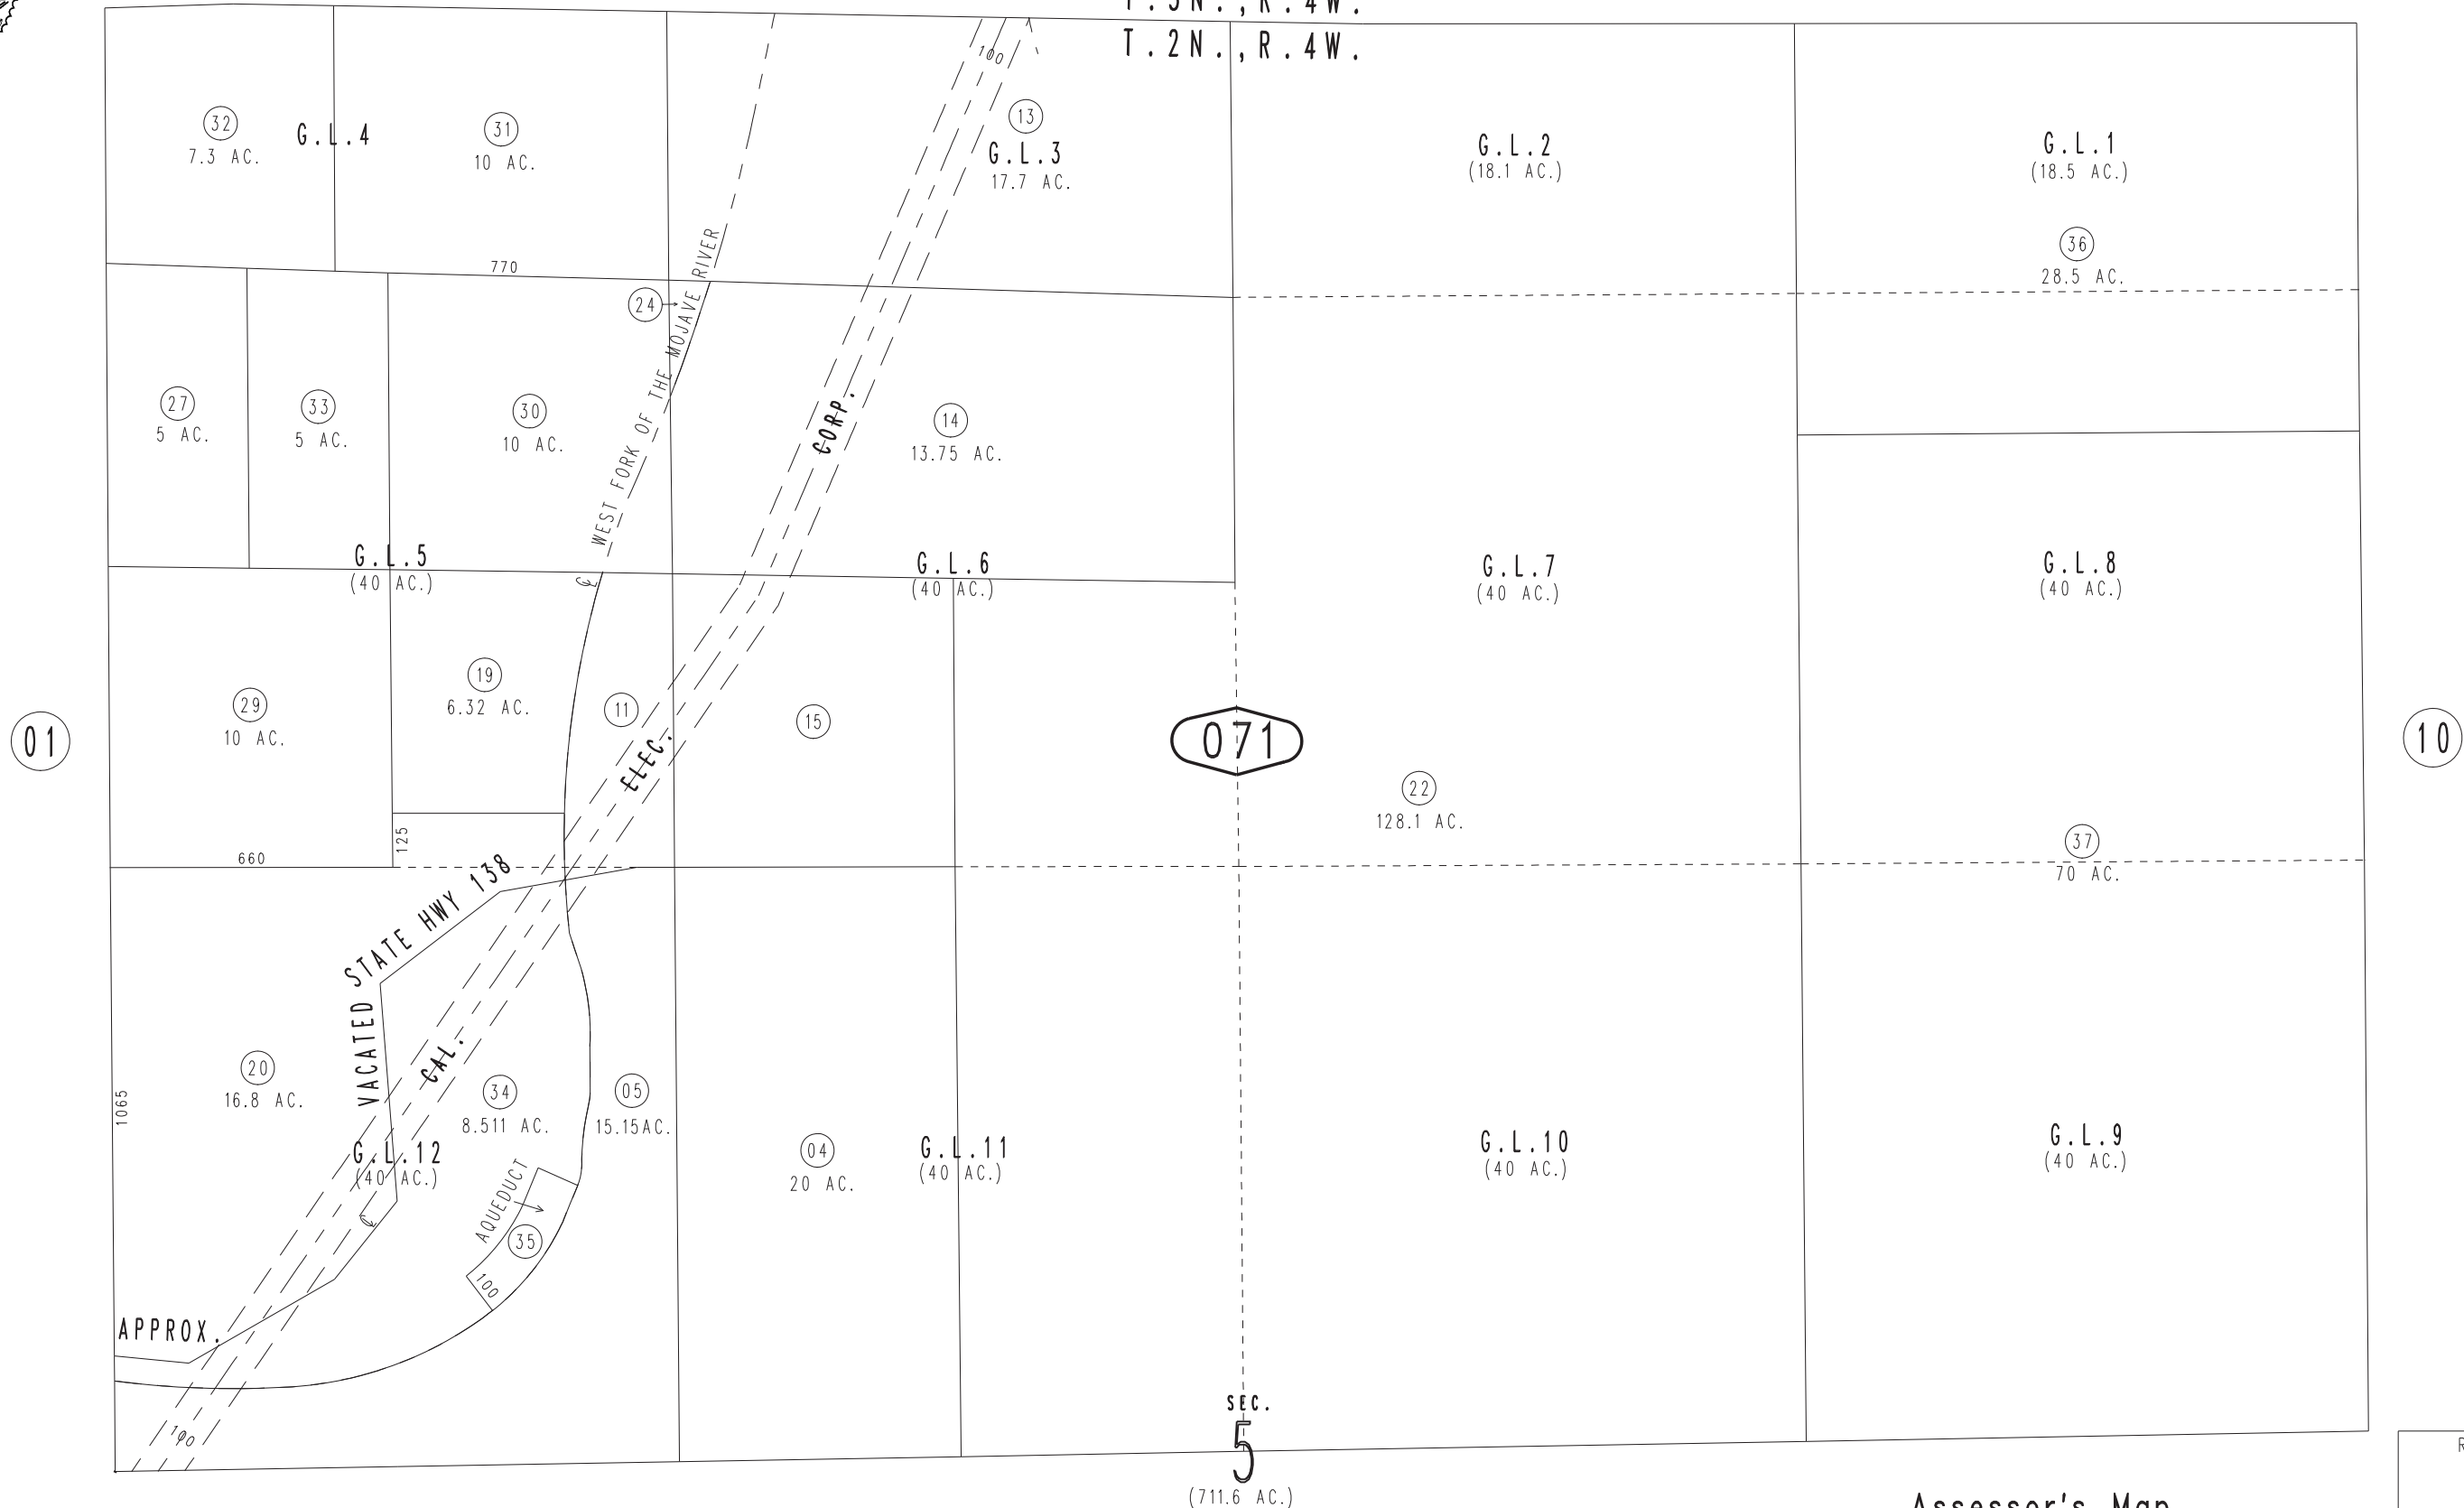 T.3N.,R.4W.
T.2N.,R.4W.
100
32
7.3 AC.
G.L.4
31
10 AC.
13
G.L.3
17.7 AC.
G.L.2
(18.1 AC.)
G.L.1
(18.5 AC.)
36
28.5 AC.
770
24
WEST FORK OF THE MOJAVE RIVER
27
5 AC.
33
5 AC.
30
10 AC.
CORP.
14
13.75 AC.
G.L.5
(40 AC.)
G.L.6
(40 AC.)
G.L.7
(40 AC.)
G.L.8
(40 AC.)
01
29
10 AC.
19
6.32 AC.
11
ELEC.
15
071
22
128.1 AC.
10
37
70 AC.
125
660
VACATED STATE HWY 138
20
16.8 AC.
1065
CAL.
34
8.511 AC.
05
15.15AC.
G.L.12
(40 AC.)
04
20 AC.
G.L.11
(40 AC.)
G.L.10
(40 AC.)
G.L.9
(40 AC.)
AQUEDUCT
35
100
APPROX.
100
SEC.
5
(711.6 AC.)
Assessor's Map